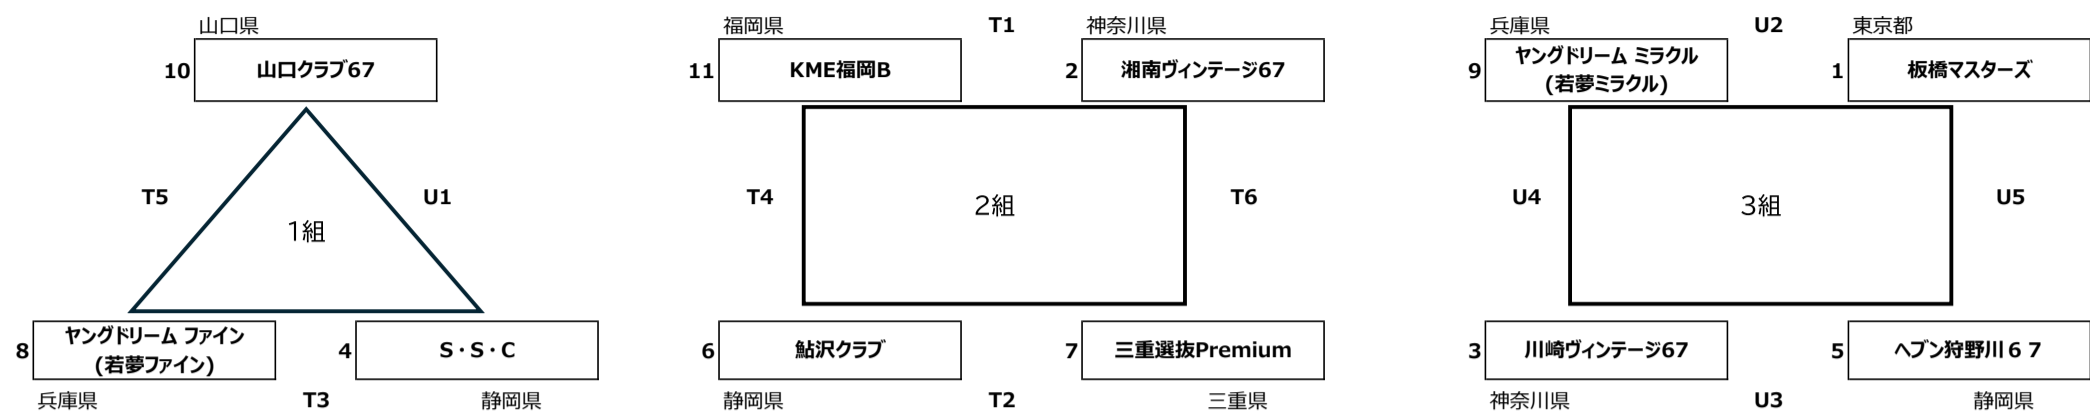 山口県
10 山口クラブ67
T5 U1
1組
8 ヤングドリーム ファイン
(若夢ファイン)
4 S・S・C
兵庫県 T3 静岡県
福岡県 T1 神奈川県
11 KME福岡B 2 湘南ヴィンテージ67
T4 2組 T6
6 鮎沢クラブ 7 三重選抜Premium
静岡県 T2 三重県
兵庫県 U2 東京都
9 ヤングドリーム ミラクル
(若夢ミラクル)
1 板橋マスターズ
U4 3組 U5
3 川崎ヴィンテージ67 5 ヘブン狩野川６７
神奈川県 U3 静岡県